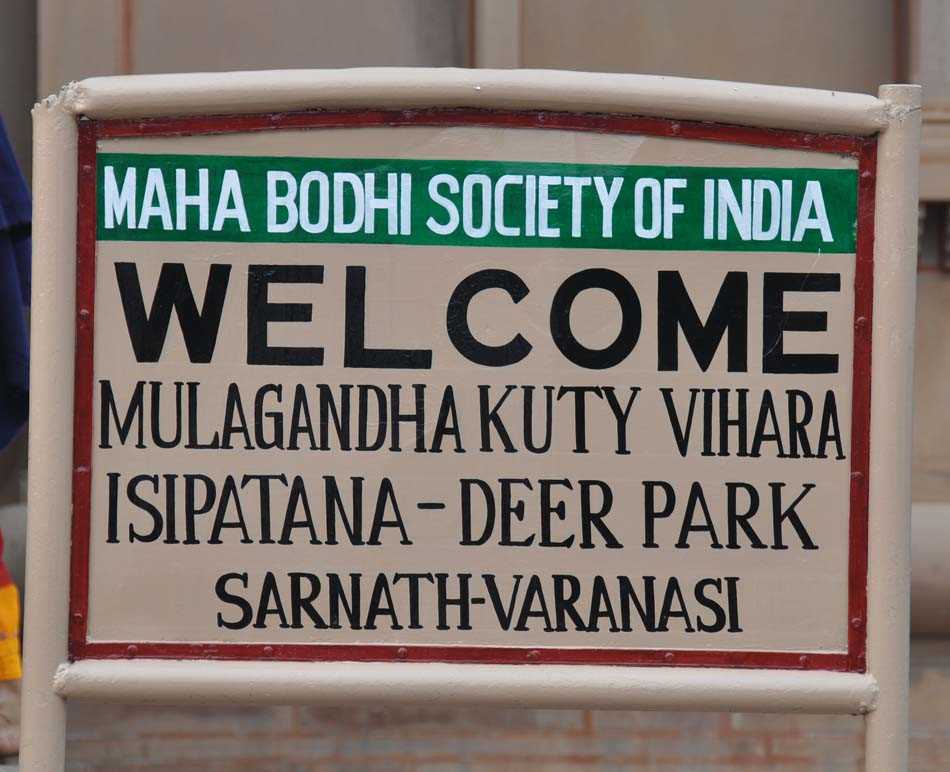 MAHA BODHI SOCIETY OF INDIA
WELCOME
MULAGANDHA KUTY VIHARA
ISIPATANA - DEER PARK
SARNATH-VARANASI